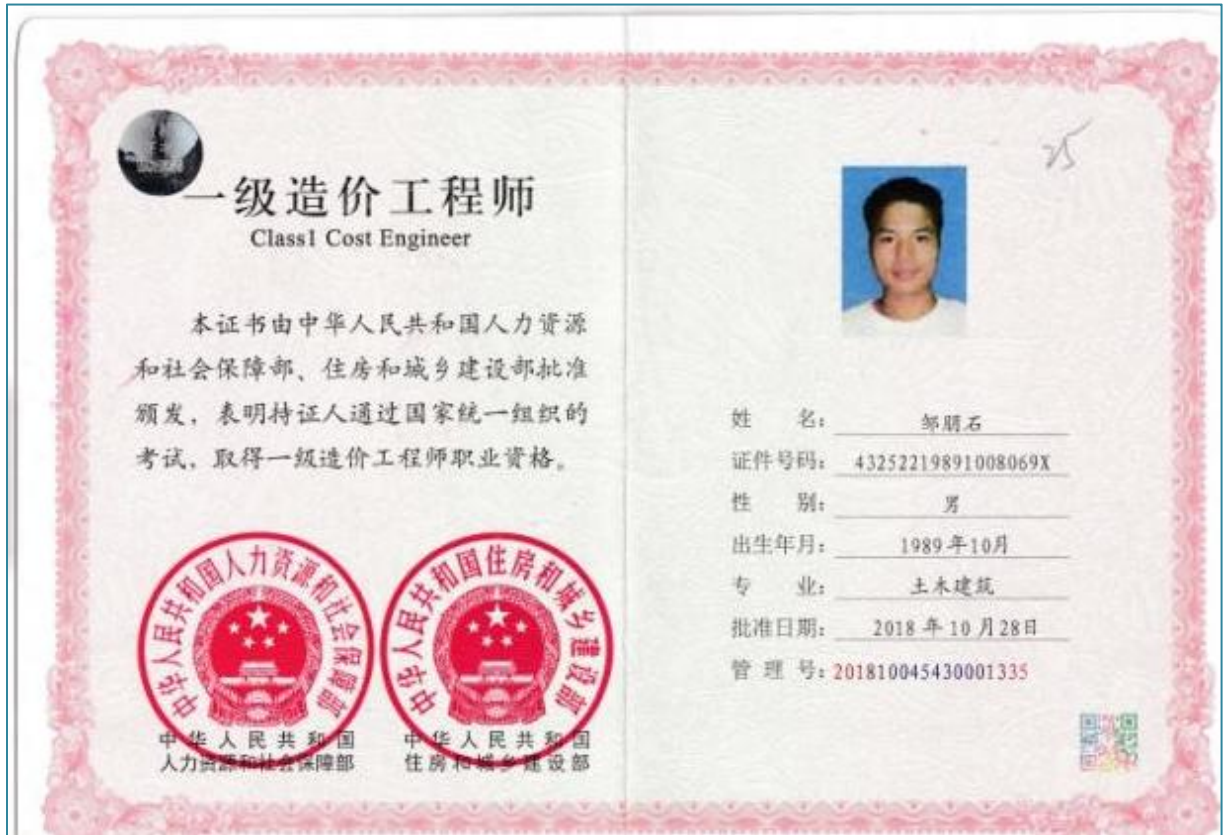 一级造价工程师
Class1 Cost Engineer
本证书由中华人民共和国人力资源
和社会保障部、住房和城乡建设部批准
颁发，表明持证人通过国家统一组织的
考试，取得一级造价工程师职业资格。
中华人民共和国人力资源和社会保障部
中华人民共和国住房和城乡建设部
中华人民共和国
人力资源和社会保障部
中华人民共和国
住房和城乡建设部
25
姓 名：邹朋石
证件号码：43252219891008069X
性 别：男
出生年月：1989年10月
专 业：土木建筑
批准日期：2018年10月28日
管 理 号：201810045430001335